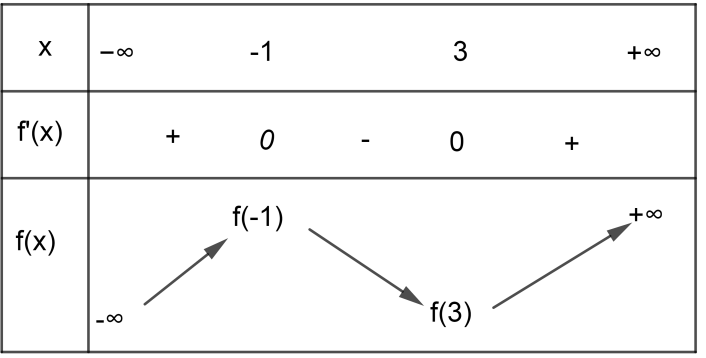 x −∞ -1 3 +∞
f'(x) + 0 - 0 +
f(-1) +∞
f(x)
-∞ f(3)